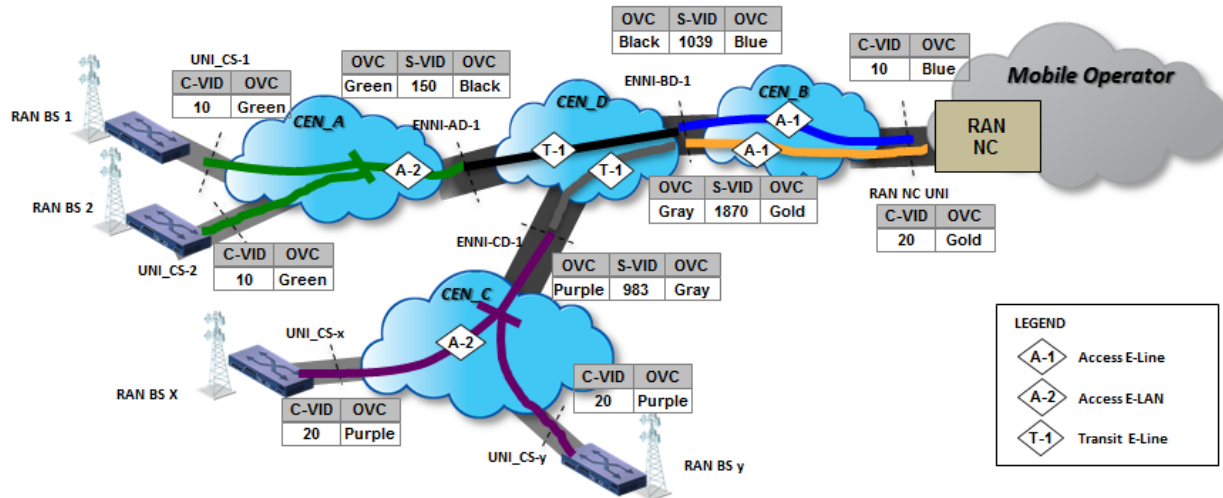 OVC S-VID OVC
Black 1039 Blue
UNI_CS-1
C-VID OVC
10 Green
OVC S-VID OVC
Green 150 Black
ENNI-BD-1
C-VID OVC
10 Blue
Mobile Operator
RAN BS 1
CEN_A
ENNI-AD-1
CEN_D
CEN_B
A-1
RAN
NC
T-1
A-1
A-2
T-1
RAN BS 2
OVC S-VID OVC
Gray 1870 Gold
RAN NC UNI
C-VID OVC
20 Gold
UNI_CS-2
C-VID OVC
10 Green
ENNI-CD-1
OVC S-VID OVC
Purple 983 Gray
CEN_C
UNI_CS-x
A-2
RAN BS X
C-VID OVC
20 Purple
C-VID OVC
20 Purple
UNI_CS-y
RAN BS y
LEGEND
A-1 Access E-Line
A-2 Access E-LAN
T-1 Transit E-Line